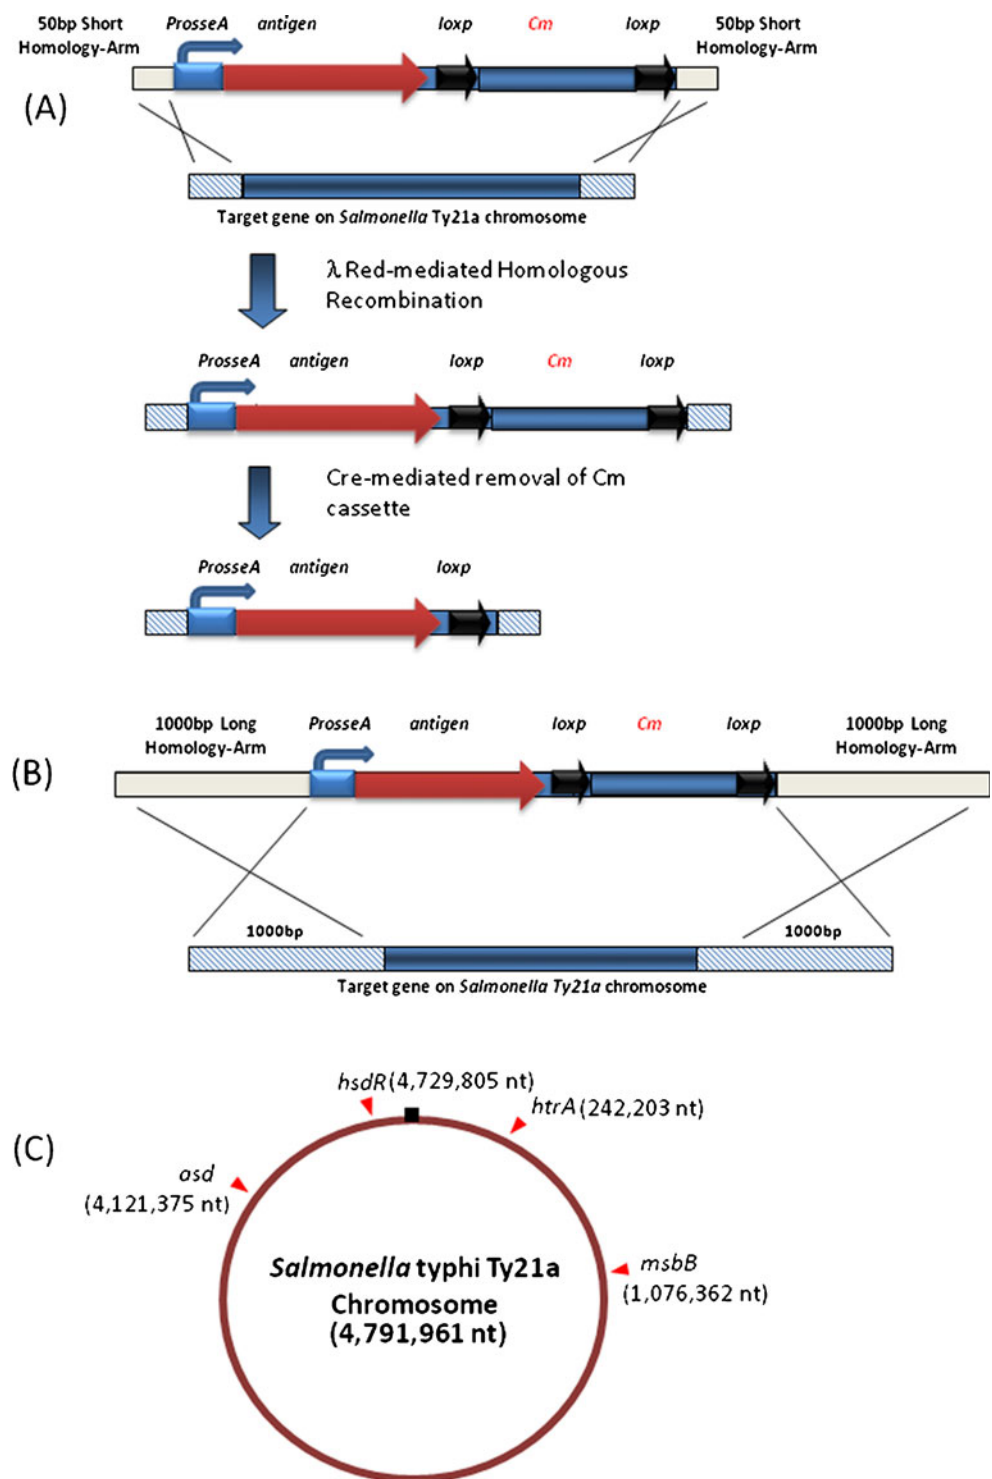 50bp Short
Homology-Arm
ProsseA
antigen
loxp
Cm
loxp
50bp Short
Homology-Arm
(A)
Target gene on Salmonella Ty21a chromosome
λ Red-mediated Homologous
Recombination
ProsseA
antigen
loxp
Cm
loxp
Cre-mediated removal of Cm
cassette
ProsseA
antigen
loxp
1000bp Long
Homology-Arm
ProsseA
antigen
loxp
Cm
loxp
1000bp Long
Homology-Arm
(B)
1000bp
1000bp
Target gene on Salmonella Ty21a chromosome
(C)
hsdR (4,729,805 nt)
htrA (242,203 nt)
asd
(4,121,375 nt)
msbB
(1,076,362 nt)
Salmonella typhi Ty21a
Chromosome
(4,791,961 nt)